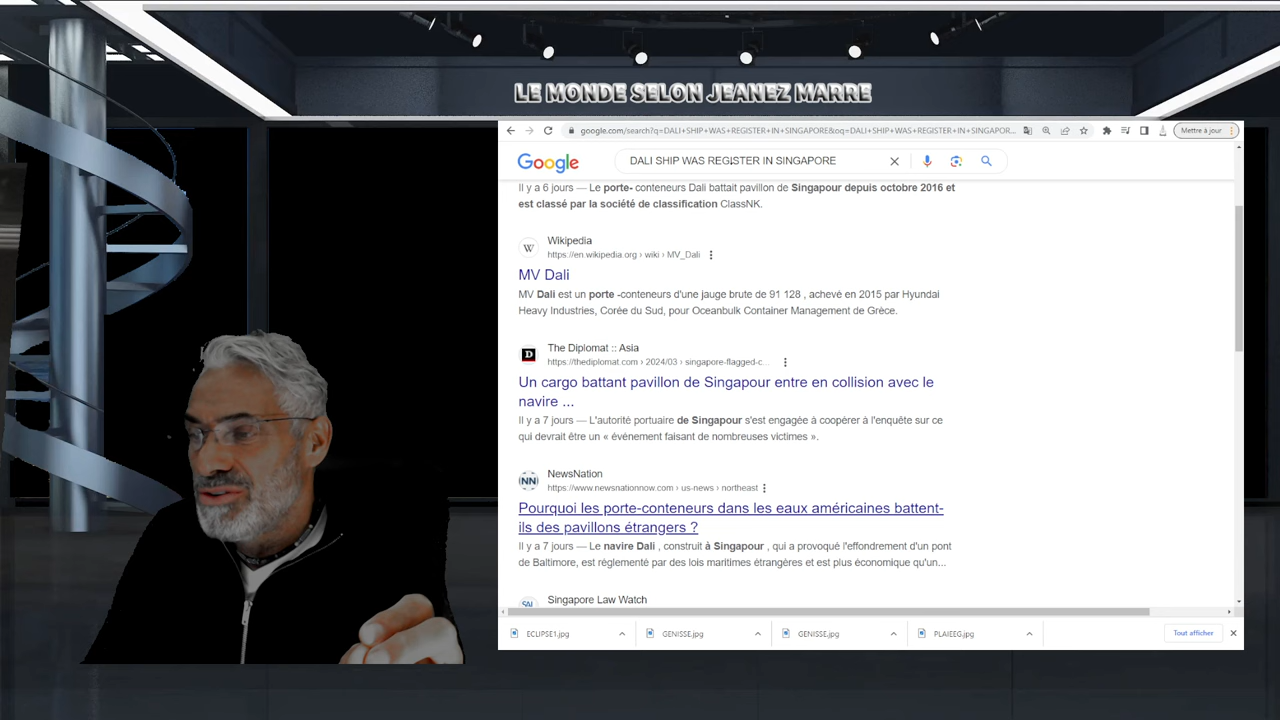 LE MONDE SELON JEANEZ MARRE
google.com/search?q=DALI+SHIP+WAS+REGISTER+IN+SINGAPORE&oq=DALI+SHIP+WAS+REGISTER+IN+SINGAPOR...
Mettre à jour
Google
DALI SHIP WAS REGISTER IN SINGAPORE
Il y a 6 jours — Le porte- conteneurs Dali battait pavillon de Singapour depuis octobre 2016 et
est classé par la société de classification ClassNK.
W
Wikipedia
https://en.wikipedia.org › wiki › MV_Dali
MV Dali
MV Dali est un porte -conteneurs d'une jauge brute de 91 128 , achevé en 2015 par Hyundai
Heavy Industries, Corée du Sud, pour Oceanbulk Container Management de Grèce.
D
The Diplomat :: Asia
https://thediplomat.com › 2024/03 › singapore-flagged-c...
Un cargo battant pavillon de Singapour entre en collision avec le
navire ...
Il y a 7 jours — L'autorité portuaire de Singapour s'est engagée à coopérer à l'enquête sur ce
qui devrait être un « événement faisant de nombreuses victimes ».
NN
NewsNation
https://www.newsnationnow.com › us-news › northeast
Pourquoi les porte-conteneurs dans les eaux américaines battent-
ils des pavillons étrangers ?
Il y a 7 jours — Le navire Dali , construit à Singapour , qui a provoqué l'effondrement d'un pont
de Baltimore, est réglementé par des lois maritimes étrangères et est plus économique qu'un...
SAL
Singapore Law Watch
ECLIPSE1.jpg
GENISSE.jpg
GENISSE.jpg
PLAIEEG.jpg
Tout afficher